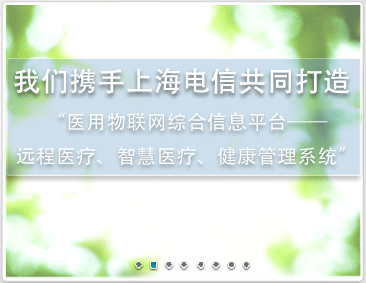 我们携手上海电信共同打造
“医用物联网综合信息平台——
远程医疗、智慧医疗、健康管理系统”